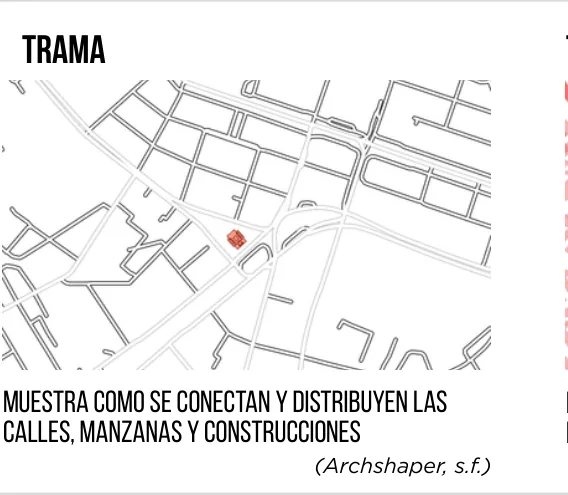 TRAMA
MUESTRA COMO SE CONECTAN Y DISTRIBUYEN LAS
CALLES, MANZANAS Y CONSTRUCCIONES
(Archshaper, s.f.)